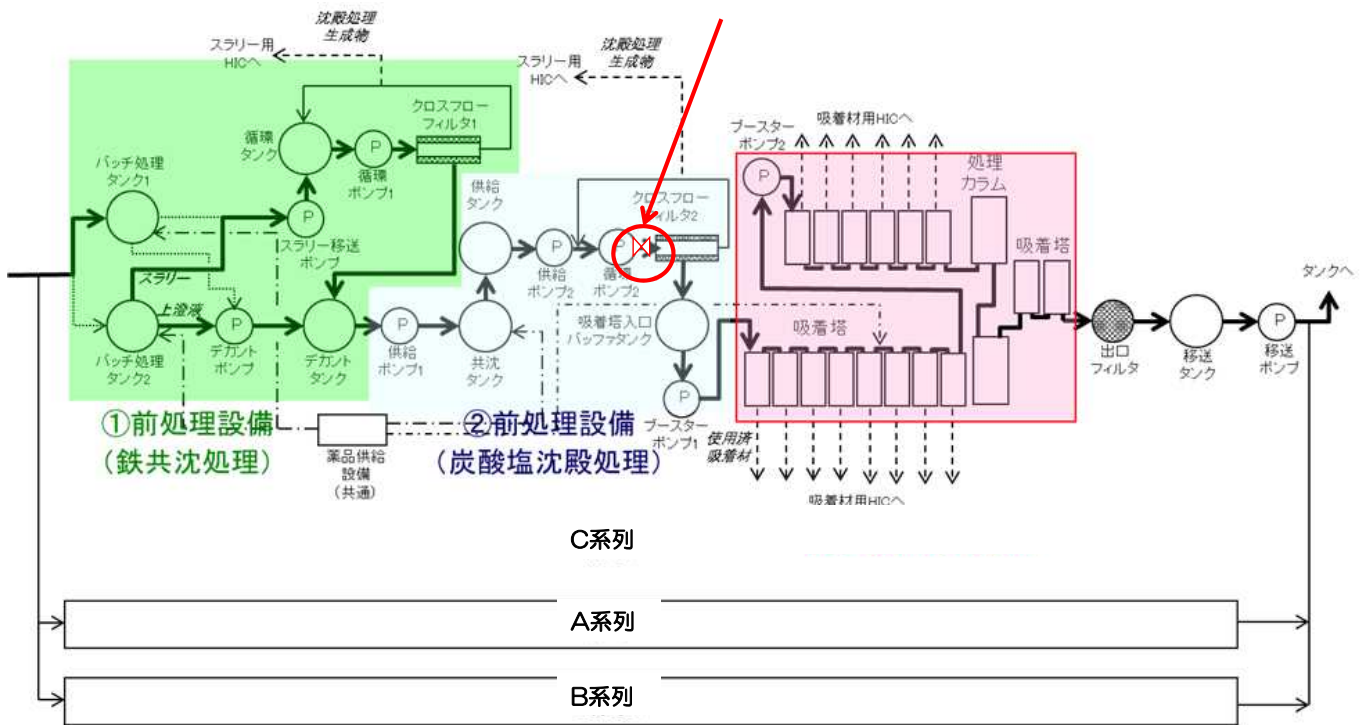 沈殿処理
生成物
スラリー用
HICへ
沈殿処理
生成物
スラリー用
HICへ
クロスフロー
フィルタ1
循環
タンク
P
循環
ポンプ1
バッチ処理
タンク1
P
スラリー移送
ポンプ
スラリー
上澄液
バッチ処理
タンク2
P
デカント
ポンプ
デカント
タンク
P
供給
ポンプ1
共沈
タンク
供給
タンク
P
供給
ポンプ2
P
循環
ポンプ2
クロスフロー
ィルタ2
吸着塔入口
バッファタンク
P
ブースター
ポンプ1
ブースター
ポンプ2
P
吸着材用HICへ
処理
カラム
吸着塔
吸着塔
使用済
吸着材
吸着材用HICへ
出口
フィルタ
移送
タンク
P
移送
ポンプ
タンクへ
①前処理設備
(鉄共沈処理)
薬品供給
設備
(共通)
②前処理設備
(炭酸塩沈殿処理)
C系列
A系列
B系列